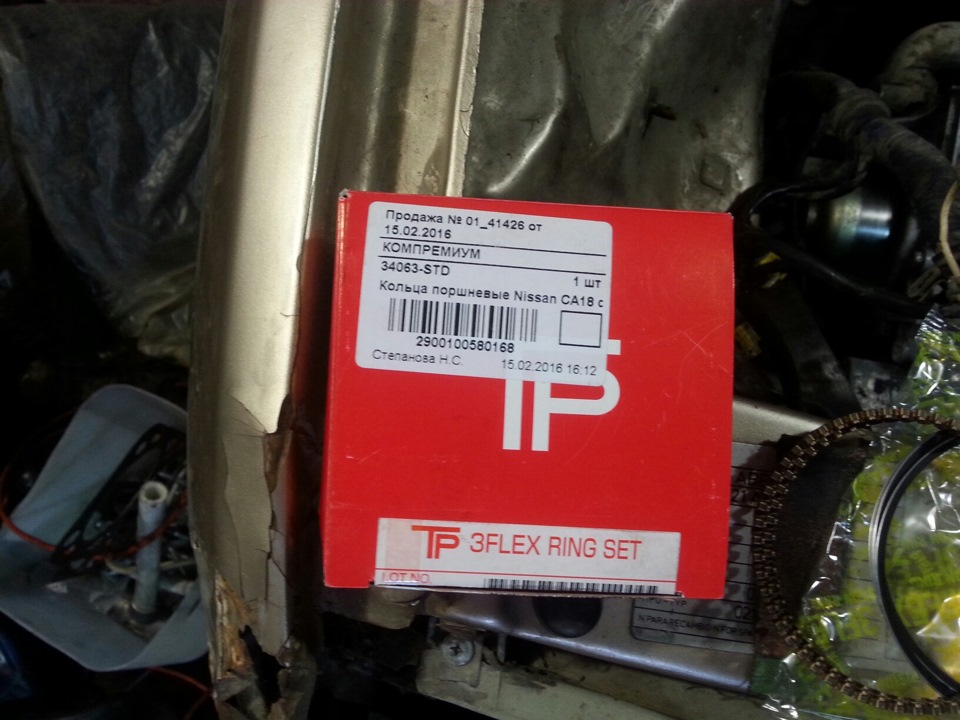 Продажа № 01_41426 от
15.02.2016
КОМПРЕМИУМ
34063-STD
1 шт
Кольца поршневые Nissan CA18 с
2900100580168
Степанова Н.С. 15.02.2016 16:12
TP
TP 3FLEX RING SET
LOT NO.